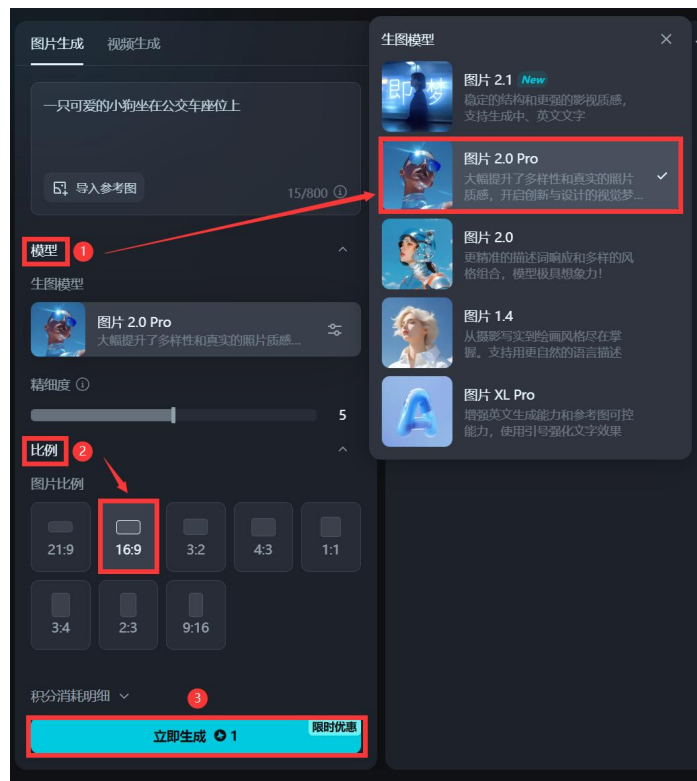 图片生成 视频生成
一只可爱的小狗坐在公交车座位上
导入参考图
15/800
模型 1
生图模型
图片 2.0 Pro
大幅提升了多样性和真实的照片质感...
精细度
5
比例 2
图片比例
21:9 16:9 3:2 4:3 1:1
3:4 2:3 9:16
积分消耗明细 3
立即生成 1 限时优惠
生图模型
即梦
图片 2.1 New
稳定的结构和更强的影视质感，
支持生成中、英文文字
图片 2.0 Pro
大幅提升了多样性和真实的照片
质感，开启创新与设计的视觉梦...
图片 2.0
更精准的描述词响应和多样的风
格组合，模型极具想象力！
图片 1.4
从摄影写实到绘画风格尽在掌
握。支持用更自然的语言描述
图片 XL Pro
增强英文生成能力和参考图可控
能力，使用引号强化文字效果